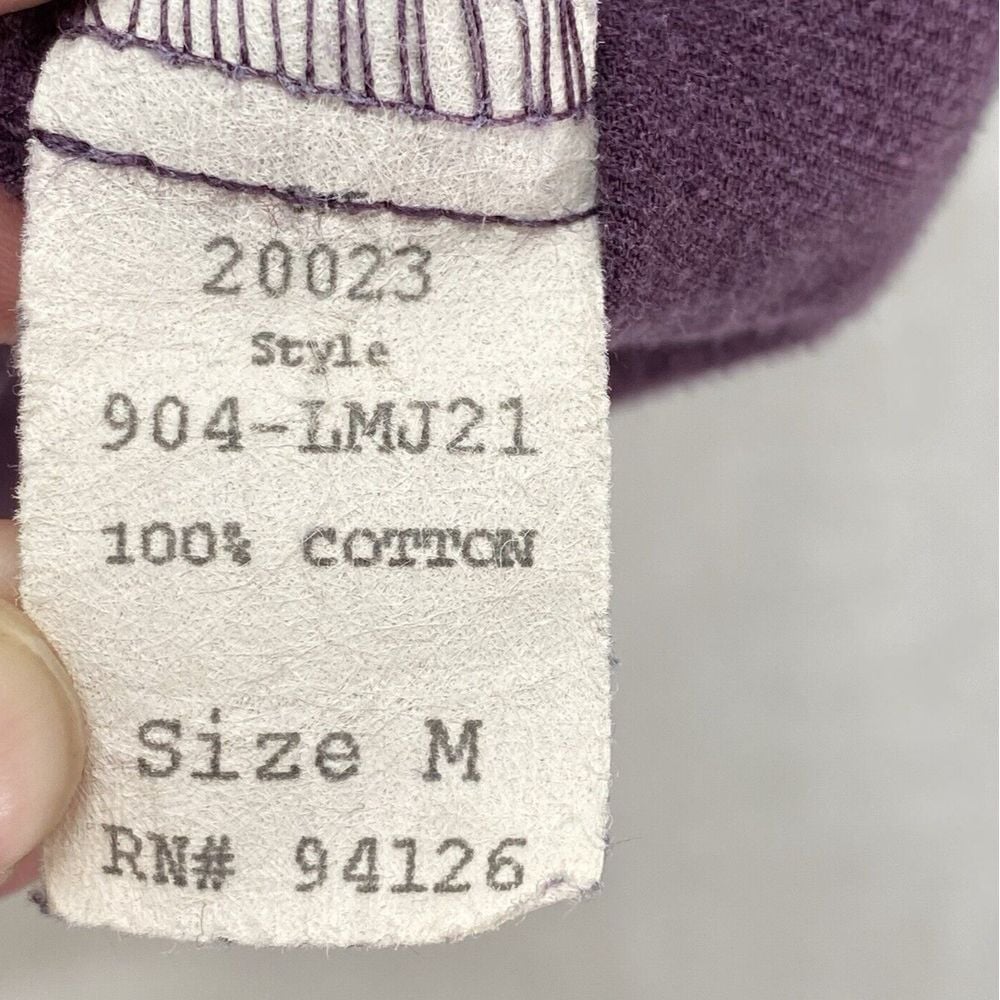 20023
Style
904-LMJ21
100% COTTON
Size M
RN# 94126